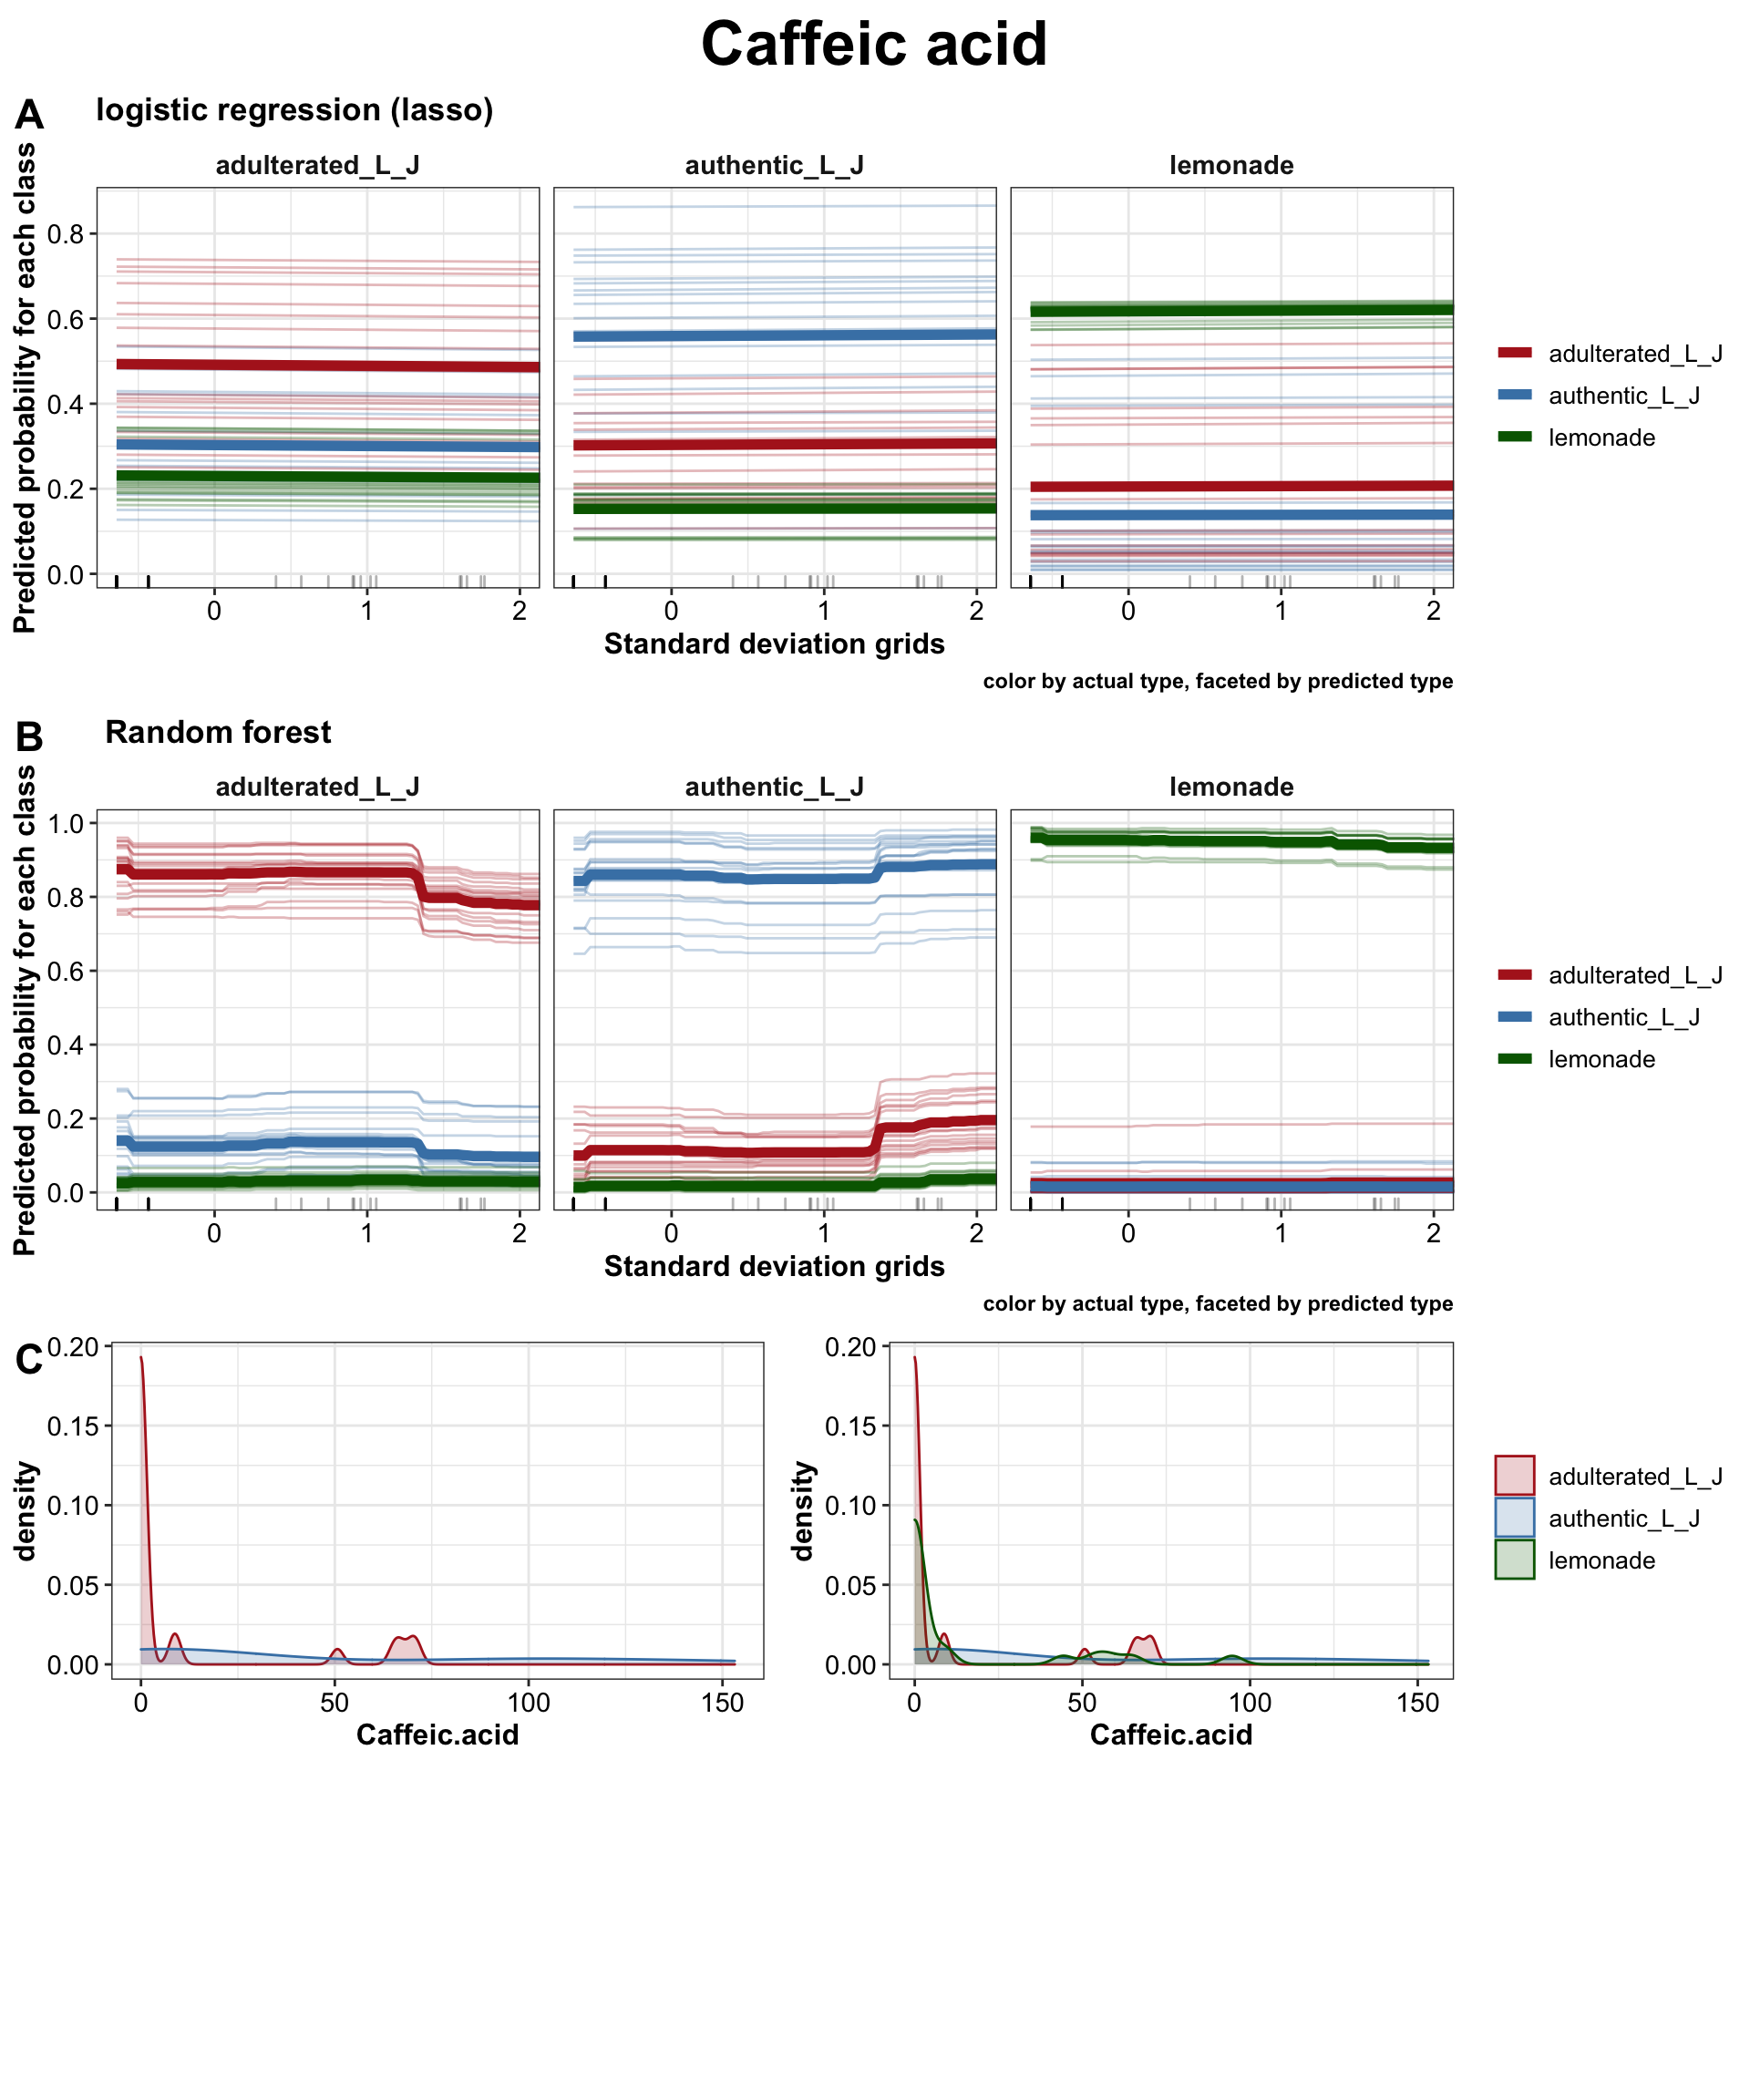 Caffeic acid
A
logistic regression (lasso)
adulterated_L_J authentic_L_J lemonade
Predicted probability for each class
0.8
0.6
0.4
0.2
0.0
0 1 2 0 1 2 0 1 2
Standard deviation grids
color by actual type, faceted by predicted type
adulterated_L_J
authentic_L_J
lemonade
B
Random forest
adulterated_L_J authentic_L_J lemonade
Predicted probability for each class
1.0
0.8
0.6
0.4
0.2
0.0
0 1 2 0 1 2 0 1 2
Standard deviation grids
color by actual type, faceted by predicted type
adulterated_L_J
authentic_L_J
lemonade
C
density
0.20
0.15
0.10
0.05
0.00
0 50 100 150
Caffeic.acid
density
0.20
0.15
0.10
0.05
0.00
0 50 100 150
Caffeic.acid
adulterated_L_J
authentic_L_J
lemonade